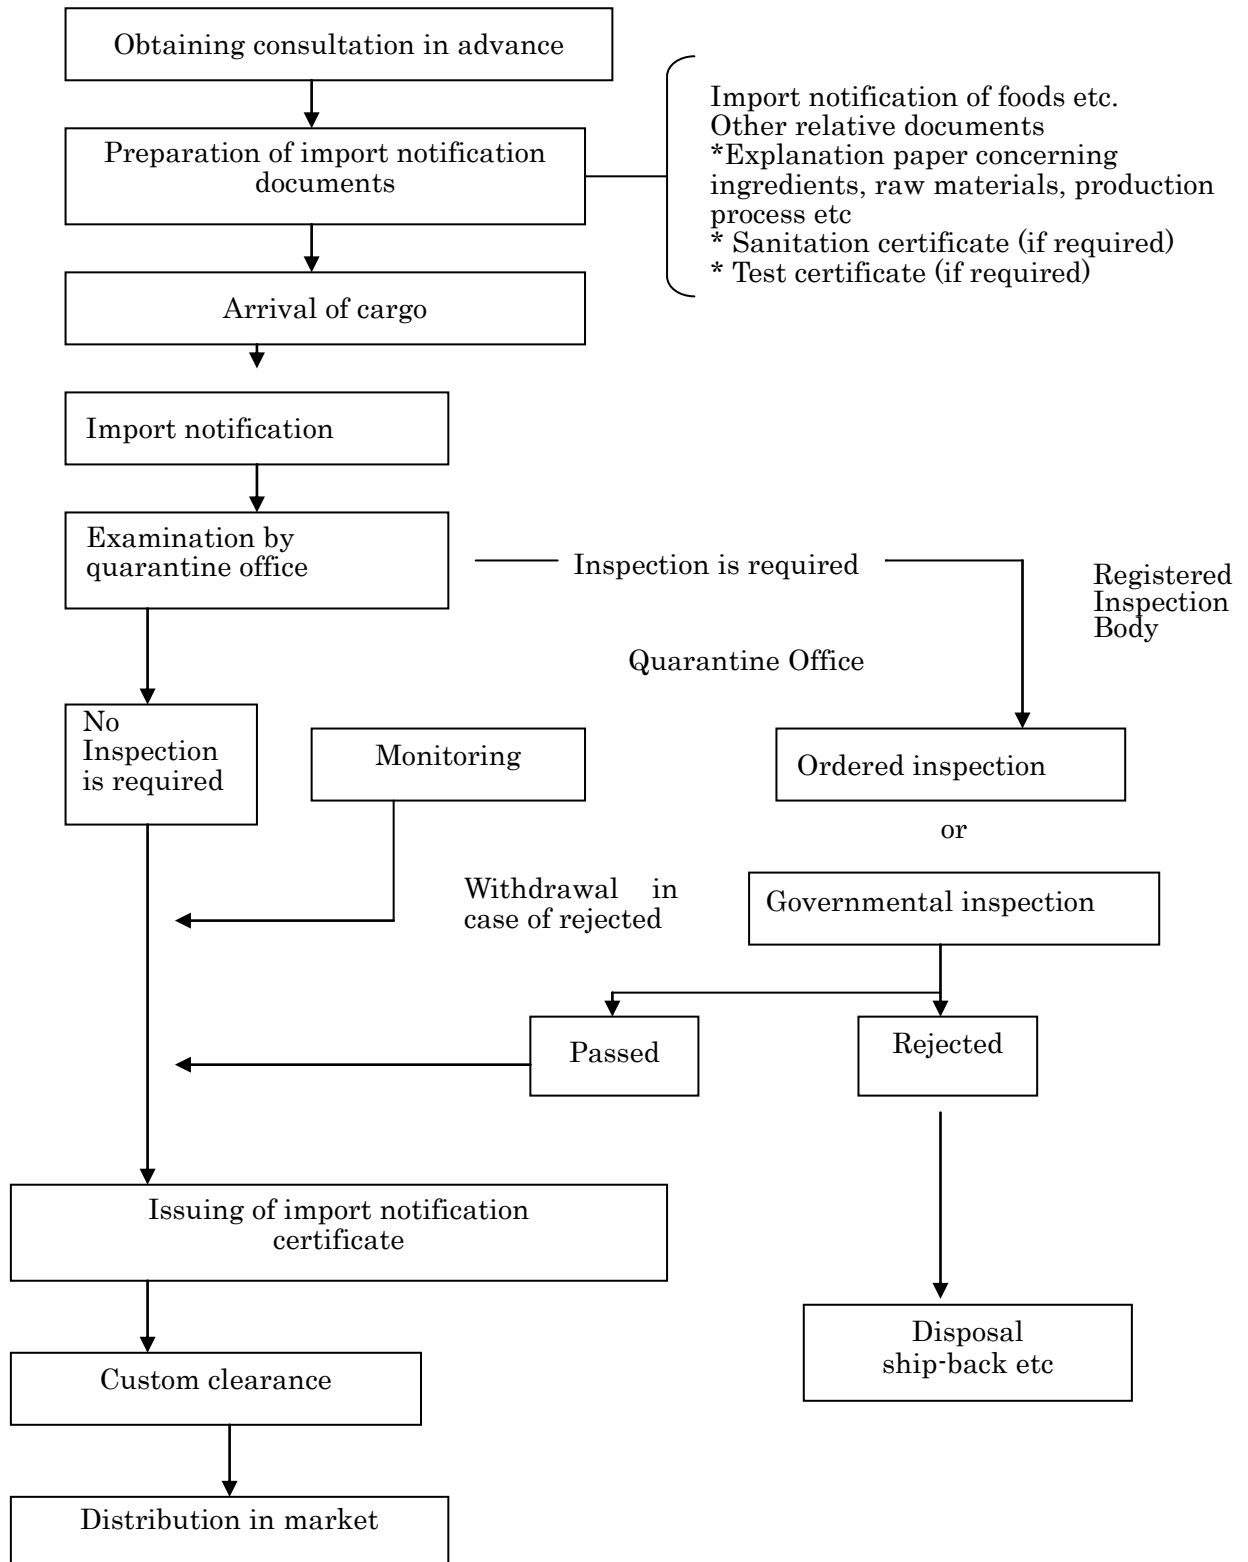 Obtaining consultation in advance
Import notification of foods etc.
Other relative documents
*Explanation paper concerning
ingredients, raw materials, production
process etc
* Sanitation certificate (if required)
* Test certificate (if required)
Preparation of import notification
documents
Arrival of cargo
Import notification
Examination by
quarantine office
Inspection is required
Registered
Inspection
Body
Quarantine Office
No
Inspection
is required
Monitoring
Ordered inspection
or
Withdrawal in
case of rejected
Governmental inspection
Passed
Rejected
Issuing of import notification
certificate
Disposal
ship-back etc
Custom clearance
Distribution in market